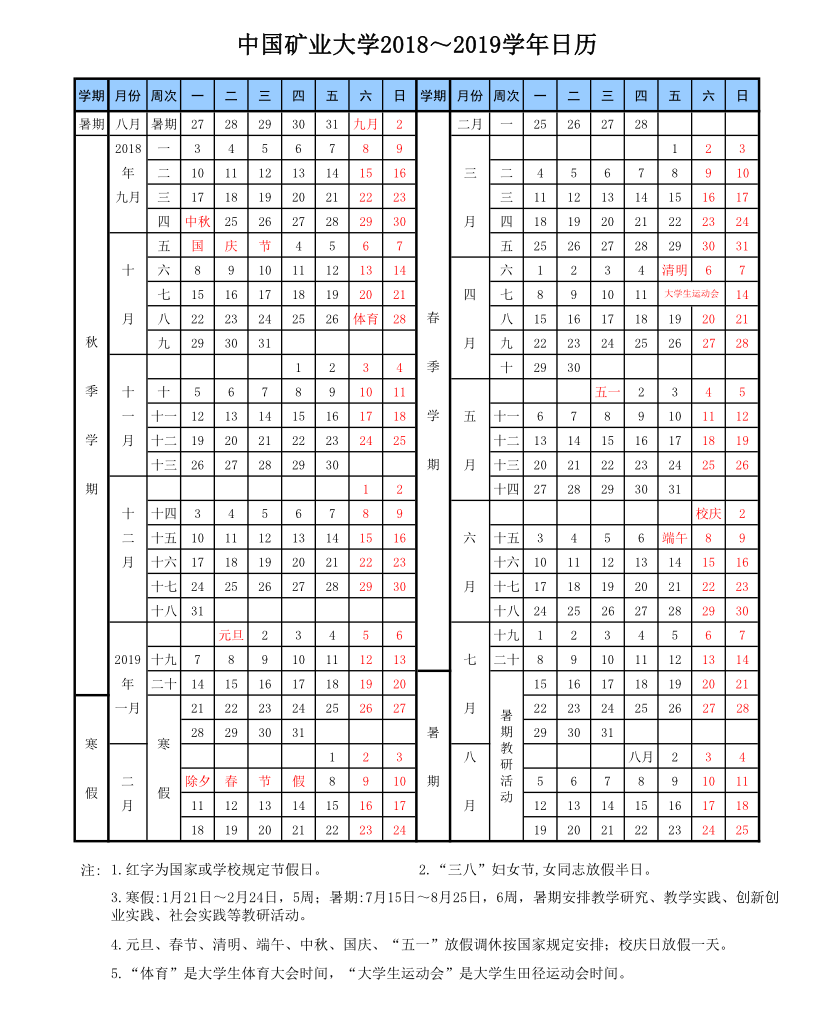 中国矿业大学2018～2019学年日历
学期 月份 周次 一 二 三 四 五 六 日 学期 月份 周次 一 二 三 四 五 六 日
暑期 八月 暑期 27 28 29 30 31 九月 2 二月 一 25 26 27 28
2018 一 3 4 5 6 7 8 9 1 2 3
年 二 10 11 12 13 14 15 16 三 二 4 5 6 7 8 9 10
九月 三 17 18 19 20 21 22 23 三 11 12 13 14 15 16 17
四 中秋 25 26 27 28 29 30 月 四 18 19 20 21 22 23 24
五 国 庆 节 4 5 6 7 五 25 26 27 28 29 30 31
十 六 8 9 10 11 12 13 14 六 1 2 3 4 清明 6 7
七 15 16 17 18 19 20 21 四 七 8 9 10 11 大学生运动会 14
月 八 22 23 24 25 26 体育 28 春 八 15 16 17 18 19 20 21
秋 九 29 30 31 月 九 22 23 24 25 26 27 28
1 2 3 4 季 十 29 30
季 十 十 5 6 7 8 9 10 11 五一 2 3 4 5
一 十一 12 13 14 15 16 17 18 学 五 十一 6 7 8 9 10 11 12
学 月 十二 19 20 21 22 23 24 25 十二 13 14 15 16 17 18 19
十三 26 27 28 29 30 期 月 十三 20 21 22 23 24 25 26
期 1 2 十四 27 28 29 30 31
十 十四 3 4 5 6 7 8 9 校庆 2
二 十五 10 11 12 13 14 15 16 六 十五 3 4 5 6 端午 8 9
月 十六 17 18 19 20 21 22 23 十六 10 11 12 13 14 15 16
十七 24 25 26 27 28 29 30 月 十七 17 18 19 20 21 22 23
十八 31 十八 24 25 26 27 28 29 30
元旦 2 3 4 5 6 十九 1 2 3 4 5 6 7
2019 十九 7 8 9 10 11 12 13 七 二十 8 9 10 11 12 13 14
年 二十 14 15 16 17 18 19 20 15 16 17 18 19 20 21
一月 21 22 23 24 25 26 27 月 暑 22 23 24 25 26 27 28
28 29 30 31 暑 期 29 30 31
寒 寒 1 2 3 八 教 研 八月 2 3 4
二 除夕 春 节 假 8 9 10 期 活 5 6 7 8 9 10 11
假 月 假 11 12 13 14 15 16 17 月 动 12 13 14 15 16 17 18
18 19 20 21 22 23 24 19 20 21 22 23 24 25
注: 1.红字为国家或学校规定节假日。 2.“三八”妇女节,女同志放假半日。
3.寒假:1月21日～2月24日，5周；暑期:7月15日～8月25日，6周，暑期安排教学研究、教学实践、创新创
业实践、社会实践等教研活动。
4.元旦、春节、清明、端午、中秋、国庆、“五一”放假调休按国家规定安排；校庆日放假一天。
5.“体育”是大学生体育大会时间，“大学生运动会”是大学生田径运动会时间。